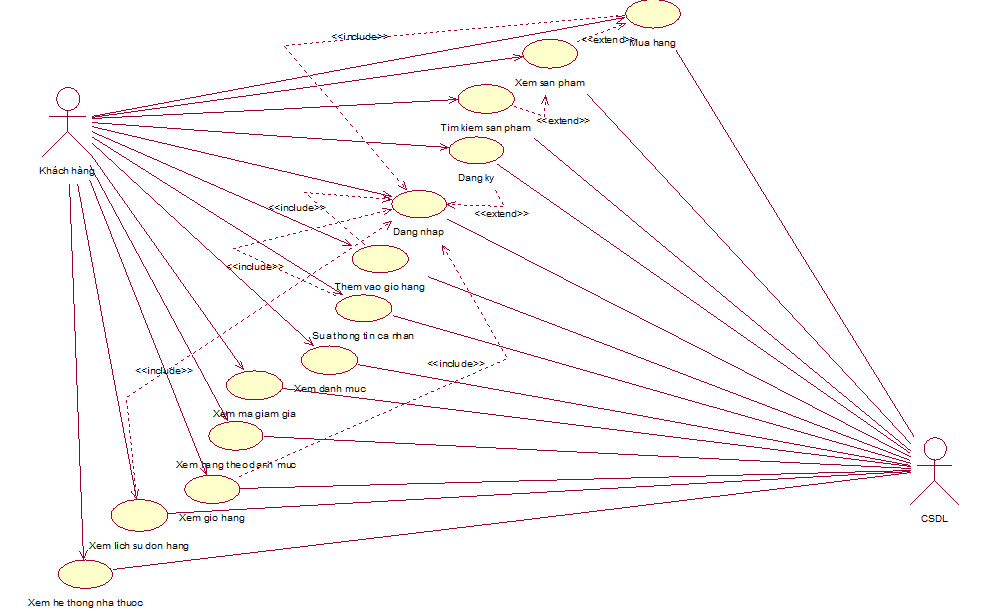 <<include>>
<<extend>>
Mua hang
Xem san pham
<<extend>>
Tim kiem san pham
Khách hàng
Dang ky
<<include>>
<<extend>>
Dang nhap
<<include>>
Them vao gio hang
Sua thong tin ca nhan
<<include>>
<<include>>
Xem danh muc
Xem ma giam gia
Xem hang theo danh muc
Xem gio hang
CSDL
Xem lich su don hang
Xem he thong nha thuoc